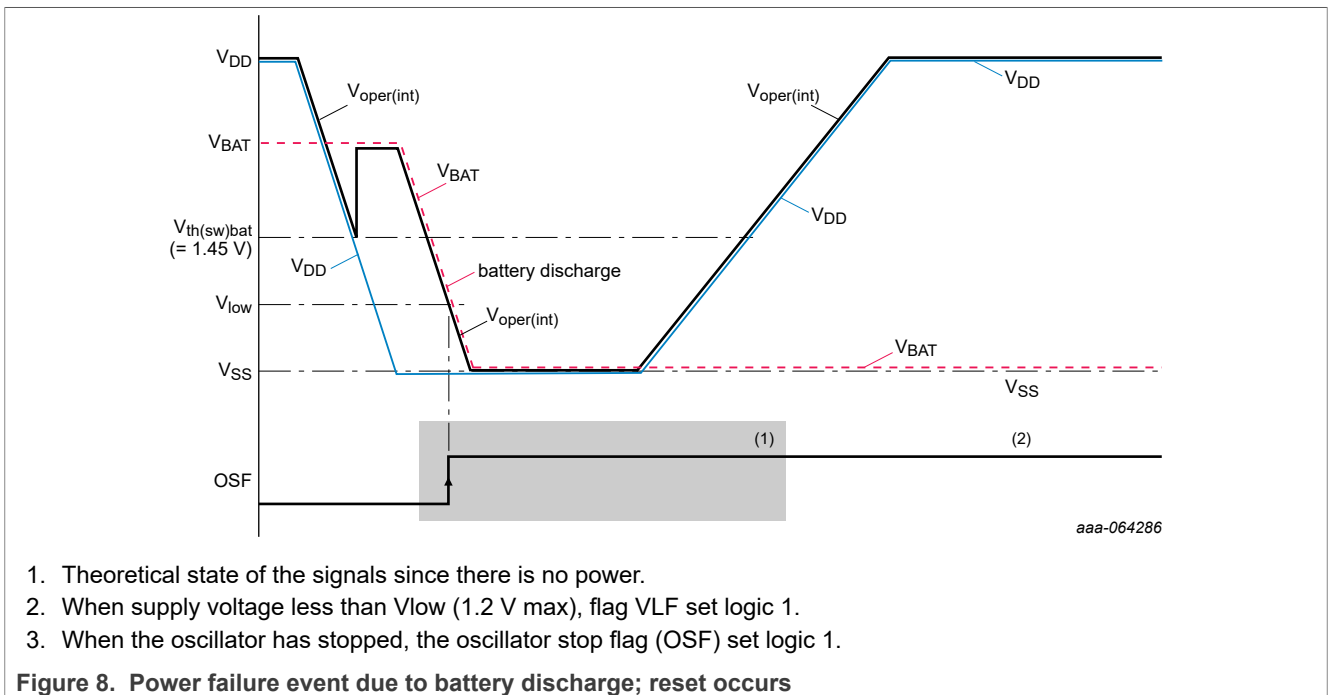 VDD
Voper(int)
Voper(int)
VDD
VBAT
VBAT
VDD
Vth(sw)bat
(= 1.45 V)
VDD
battery discharge
Vlow
Voper(int)
VBAT
VSS
VSS
(1)
(2)
OSF
aaa-064286
1. Theoretical state of the signals since there is no power.
2. When supply voltage less than Vlow (1.2 V max), flag VLF set logic 1.
3. When the oscillator has stopped, the oscillator stop flag (OSF) set logic 1.
Figure 8. Power failure event due to battery discharge; reset occurs